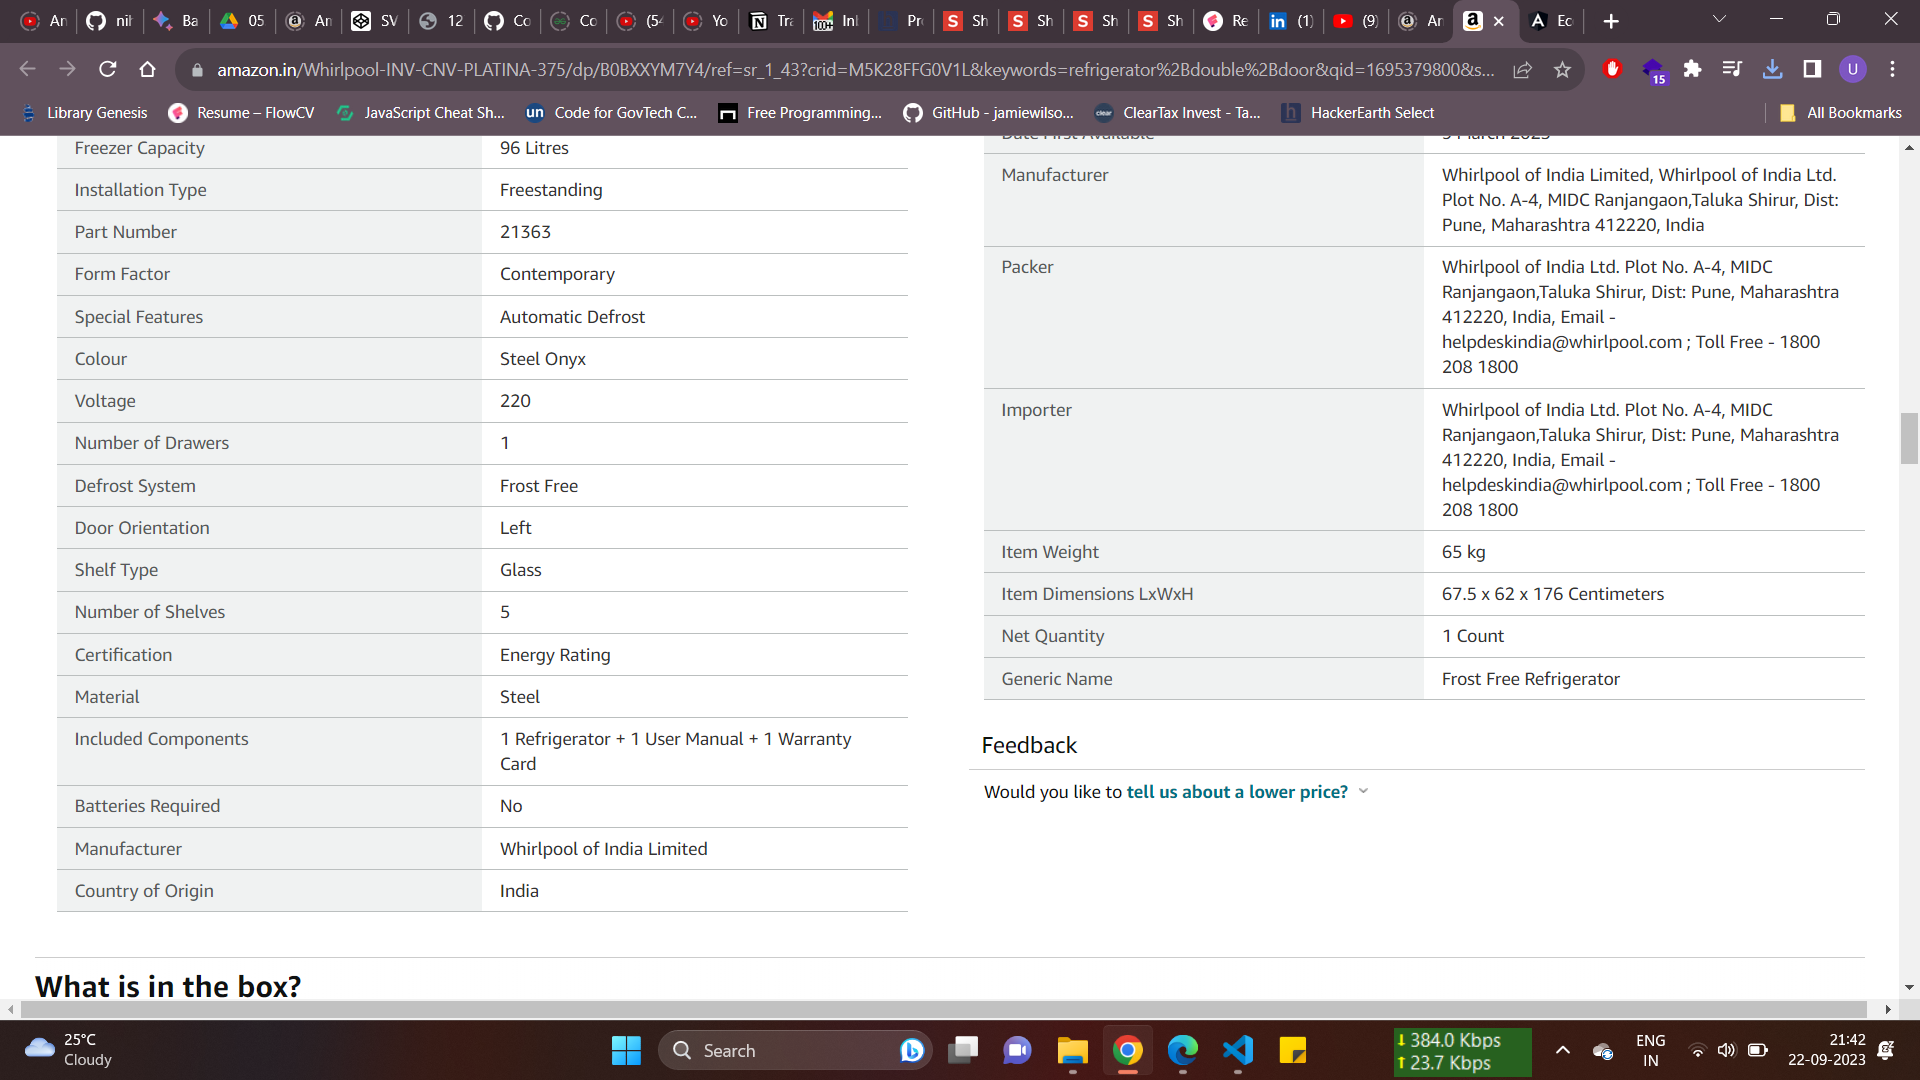 An
nih
Ba
05
An
SV
12
Co
Co
(54
Yo
Tra
Inl
Pr
Sh
Sh
Sh
Sh
Re
(1)
(9)
An
Ec
amazon.in/Whirlpool-INV-CNV-PLATINA-375/dp/B0BXXYM7Y4/ref=sr_1_43?crid=M5K28FFG0V1L&keywords=refrigerator%2Bdouble%2Bdoor&qid=1695379800&s...
15
U
Library Genesis
Resume – FlowCV
JavaScript Cheat Sh...
Code for GovTech C...
Free Programming...
GitHub - jamiewilso...
ClearTax Invest - Ta...
HackerEarth Select
All Bookmarks
Freezer Capacity 96 Litres
Installation Type Freestanding
Part Number 21363
Form Factor Contemporary
Special Features Automatic Defrost
Colour Steel Onyx
Voltage 220
Number of Drawers 1
Defrost System Frost Free
Door Orientation Left
Shelf Type Glass
Number of Shelves 5
Certification Energy Rating
Material Steel
Included Components 1 Refrigerator + 1 User Manual + 1 Warranty
Card
Batteries Required No
Manufacturer Whirlpool of India Limited
Country of Origin India
Manufacturer Whirlpool of India Limited, Whirlpool of India Ltd.
Plot No. A-4, MIDC Ranjangaon,Taluka Shirur, Dist:
Pune, Maharashtra 412220, India
Packer Whirlpool of India Ltd. Plot No. A-4, MIDC
Ranjangaon,Taluka Shirur, Dist: Pune, Maharashtra
412220, India, Email -
helpdeskindia@whirlpool.com ; Toll Free - 1800
208 1800
Importer Whirlpool of India Ltd. Plot No. A-4, MIDC
Ranjangaon,Taluka Shirur, Dist: Pune, Maharashtra
412220, India, Email -
helpdeskindia@whirlpool.com ; Toll Free - 1800
208 1800
Item Weight 65 kg
Item Dimensions LxWxH 67.5 x 62 x 176 Centimeters
Net Quantity 1 Count
Generic Name Frost Free Refrigerator
Feedback
Would you like to tell us about a lower price?
What is in the box?
25°C
Cloudy
Search
384.0 Kbps
23.7 Kbps
ENG
IN
21:42
22-09-2023